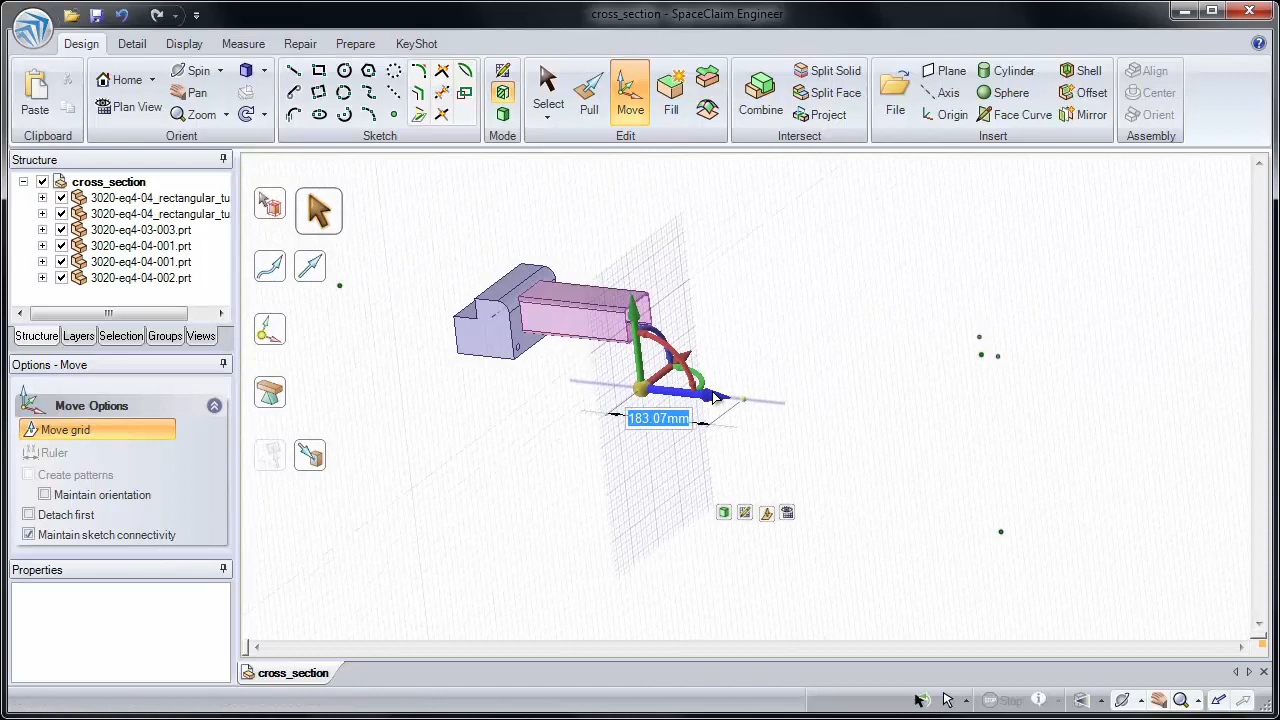 cross_section - SpaceClaim Engineer
Design Detail Display Measure Repair Prepare KeyShot
Paste
Clipboard
Home Spin
Plan View Pan
Zoom
Orient
Sketch
Mode
Select Pull Move Fill
Edit
Combine
Split Solid
Split Face
Project
Intersect
File
Plane Cylinder Shell
Axis Sphere Offset
Origin Face Curve Mirror
Insert
Align
Center
Orient
Assembly
Structure
cross_section
3020-eq4-04_rectangular_tu
3020-eq4-04_rectangular_tu
3020-eq4-03-003.prt
3020-eq4-04-001.prt
3020-eq4-04-001.prt
3020-eq4-04-002.prt
Structure Layers Selection Groups Views
Options - Move
Move Options
Move grid
Ruler
Create patterns
Maintain orientation
Detach first
Maintain sketch connectivity
Properties
183.07mm
cross_section
Stop